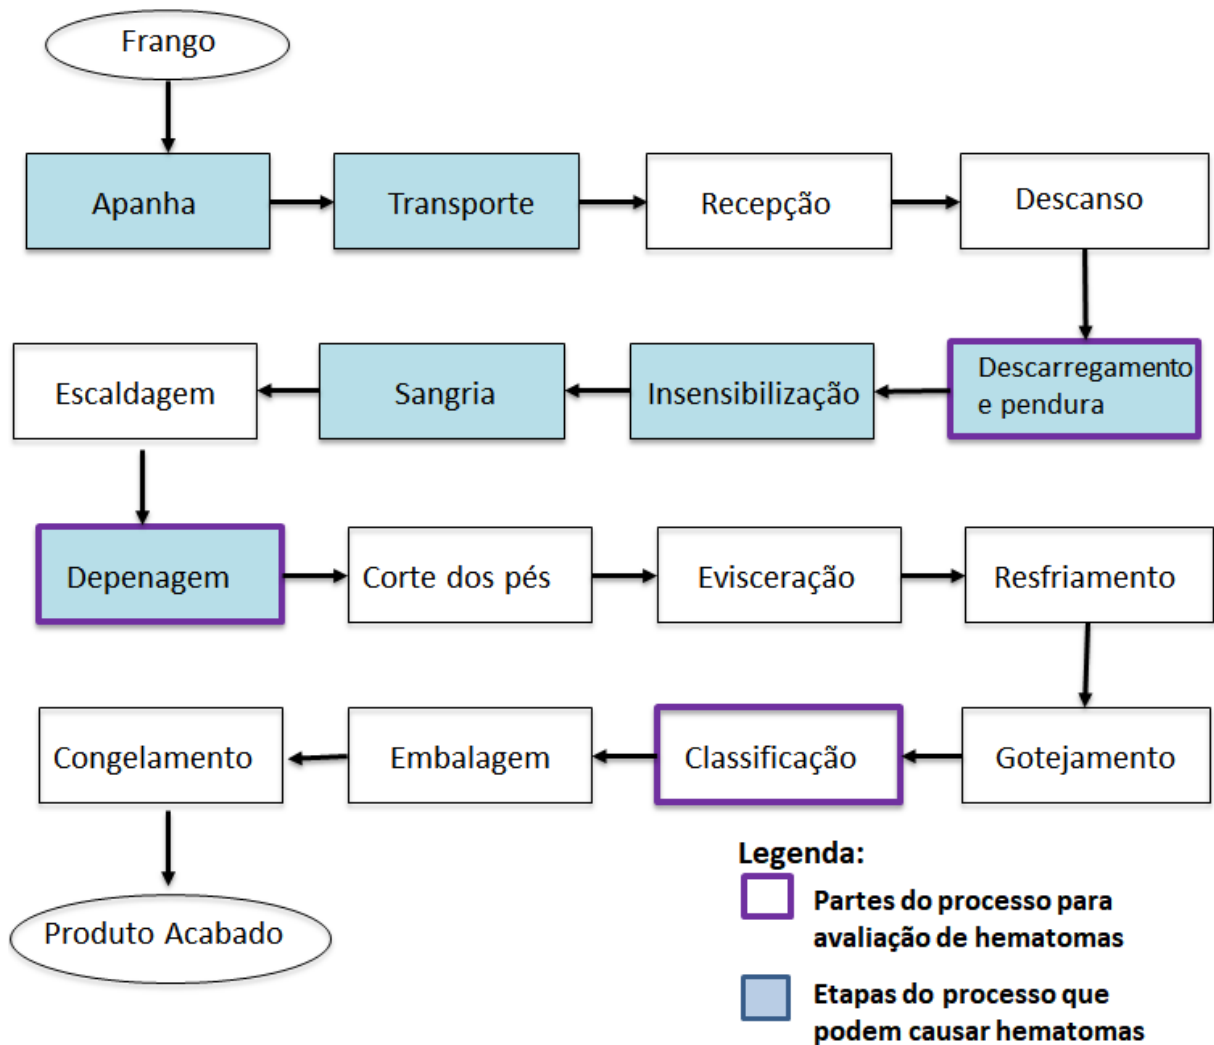 Frango
Apanha
Transporte
Recepção
Descanso
Descarregamento
e pendura
Insensibilização
Sangria
Escaldagem
Depenagem
Corte dos pés
Evisceração
Resfriamento
Gotejamento
Classificação
Embalagem
Congelamento
Produto Acabado
Legenda:
Partes do processo para
avaliação de hematomas
Etapas do processo que
podem causar hematomas